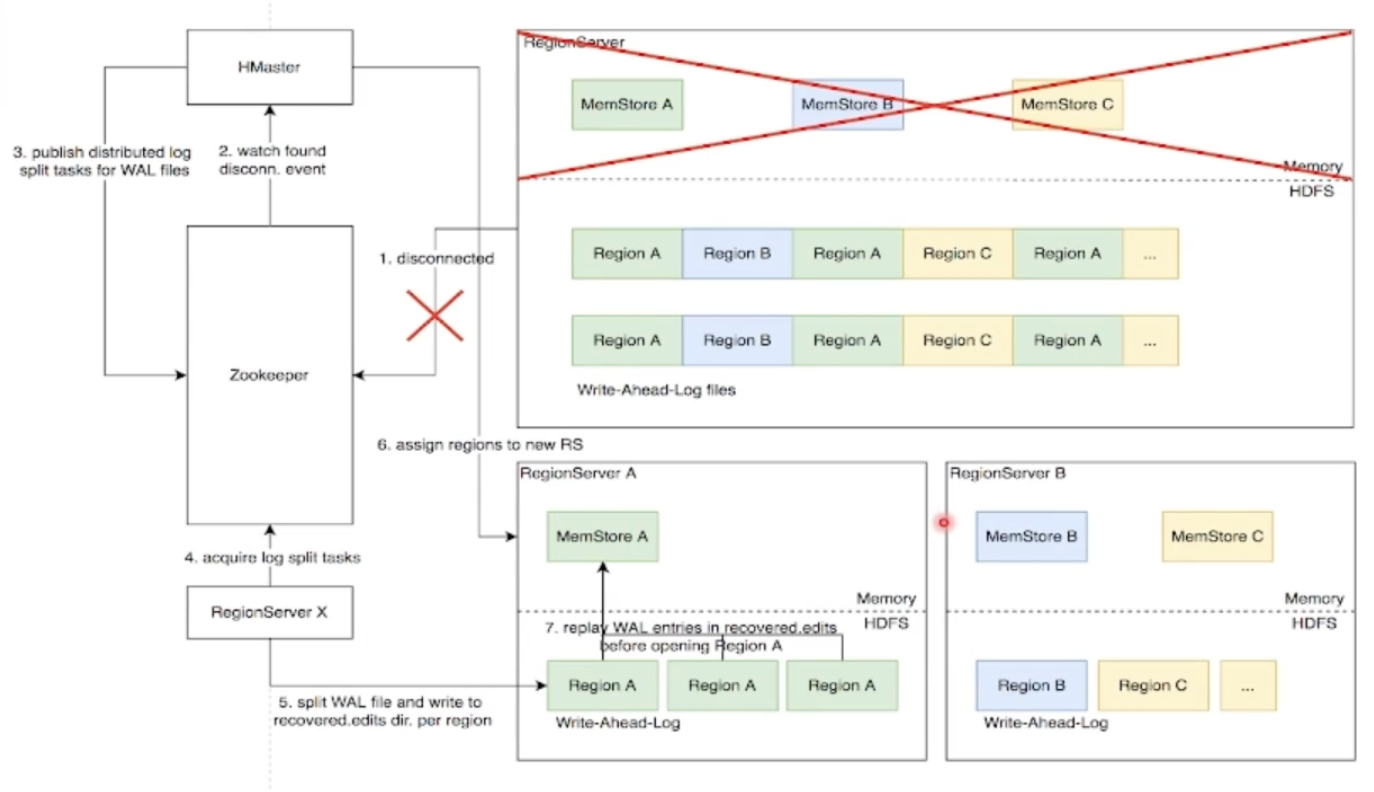 HMaster
RegionServer
MemStore A
MemStore B
MemStore C
Memory
HDFS
3. publish distributed log
split tasks for WAL files
2. watch found
disconn. event
1. disconnected
Region A
Region B
Region A
Region C
Region A
...
Region A
Region B
Region A
Region C
Region A
...
Write-Ahead-Log files
Zookeeper
6. assign regions to new RS
RegionServer A
MemStore A
Memory
HDFS
7. replay WAL entries in recovered.edits
before opening Region A
Region A
Region A
Region A
Write-Ahead-Log
RegionServer B
MemStore B
MemStore C
Memory
HDFS
Region B
Region C
...
Write-Ahead-Log
4. acquire log split tasks
RegionServer X
5. split WAL file and write to
recovered.edits dir. per region